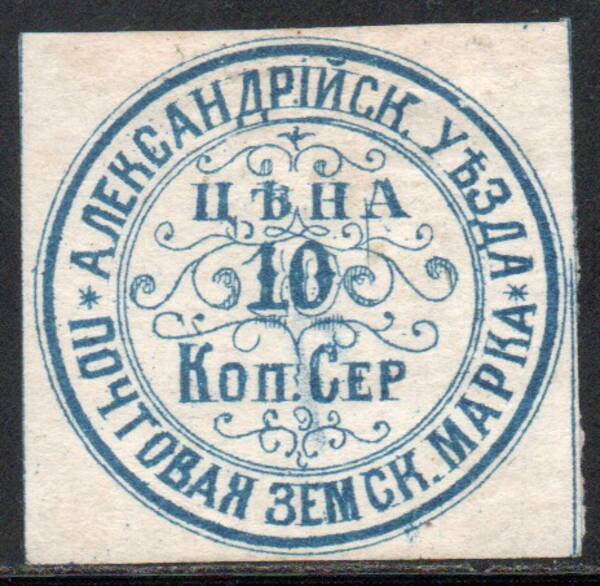 АЛЕКСАНДРІЙСК. УѢЗДА
ЦѢНА
10
Коп. Сер
* ПОЧТОВАЯ ЗЕМСК. МАРКА *